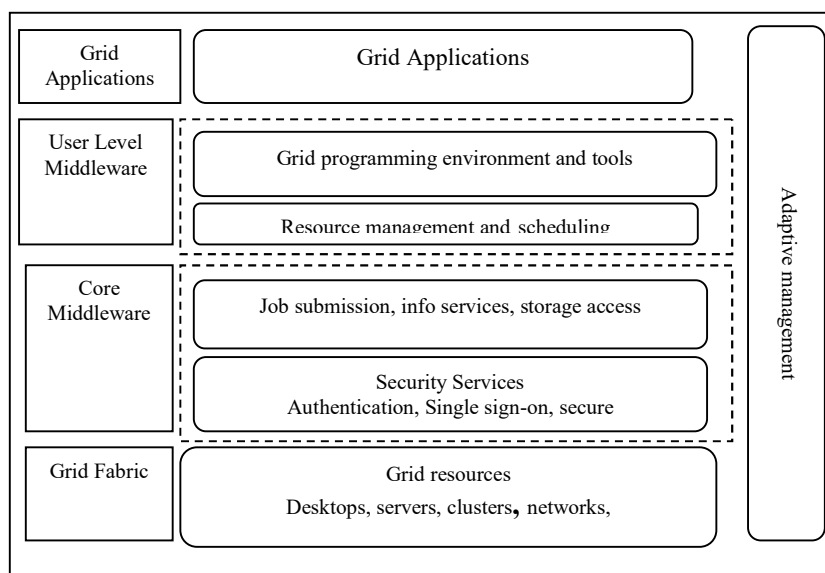 Grid
Applications
Grid Applications
User Level
Middleware
Grid programming environment and tools
Resource management and scheduling
Core
Middleware
Job submission, info services, storage access
Security Services
Authentication, Single sign-on, secure
Grid Fabric
Grid resources
Desktops, servers, clusters, networks,
Adaptive management